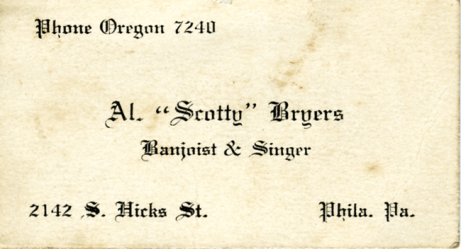 Phone Oregon 7240
Al. “Scotty” Bryers
Banjoist & Singer
2142 S. Hicks St. Phila. Pa.